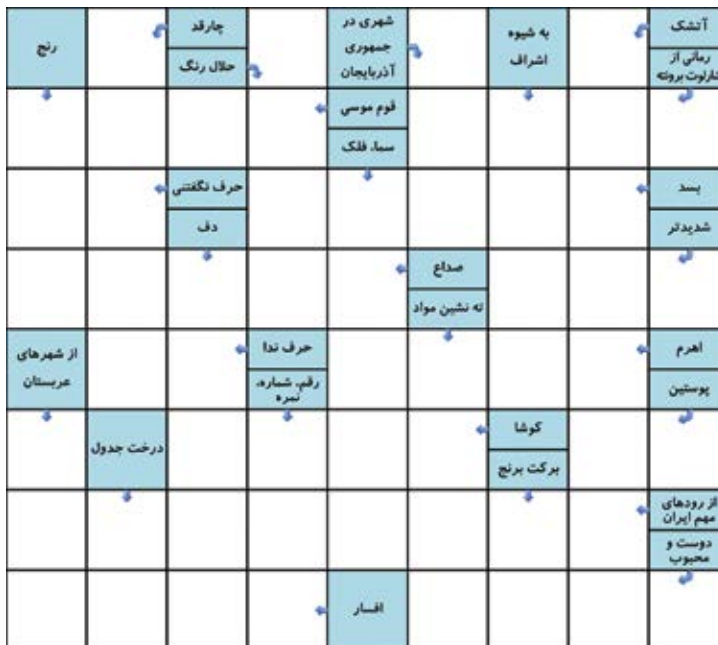 آتشک
رمانی از
شارلوت برونته
به شیوه
اشراف
شهری در
جمهوری
آذربایجان
چارقد
حلال رنگ
رنج
قوم موسی
سما، فلک
بسد
شدیدتر
حرف نگفتنی
دف
صداع
ته نشین مواد
اهرم
پوستین
حرف ندا
رقم، شماره،
نمره
از شهرهای
عربستان
کوشا
برکت برنج
درخت جدول
از رودهای
مهم ایران
دوست و
محبوب
افسار